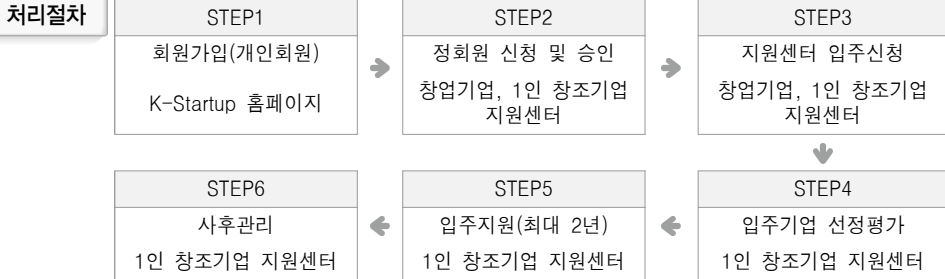 처리절차
STEP1
회원가입(개인회원)
K-Startup 홈페이지
STEP2
정회원 신청 및 승인
창업기업, 1인 창조기업
지원센터
STEP3
지원센터 입주신청
창업기업, 1인 창조기업
지원센터
STEP4
입주기업 선정평가
1인 창조기업 지원센터
STEP5
입주지원(최대 2년)
1인 창조기업 지원센터
STEP6
사후관리
1인 창조기업 지원센터